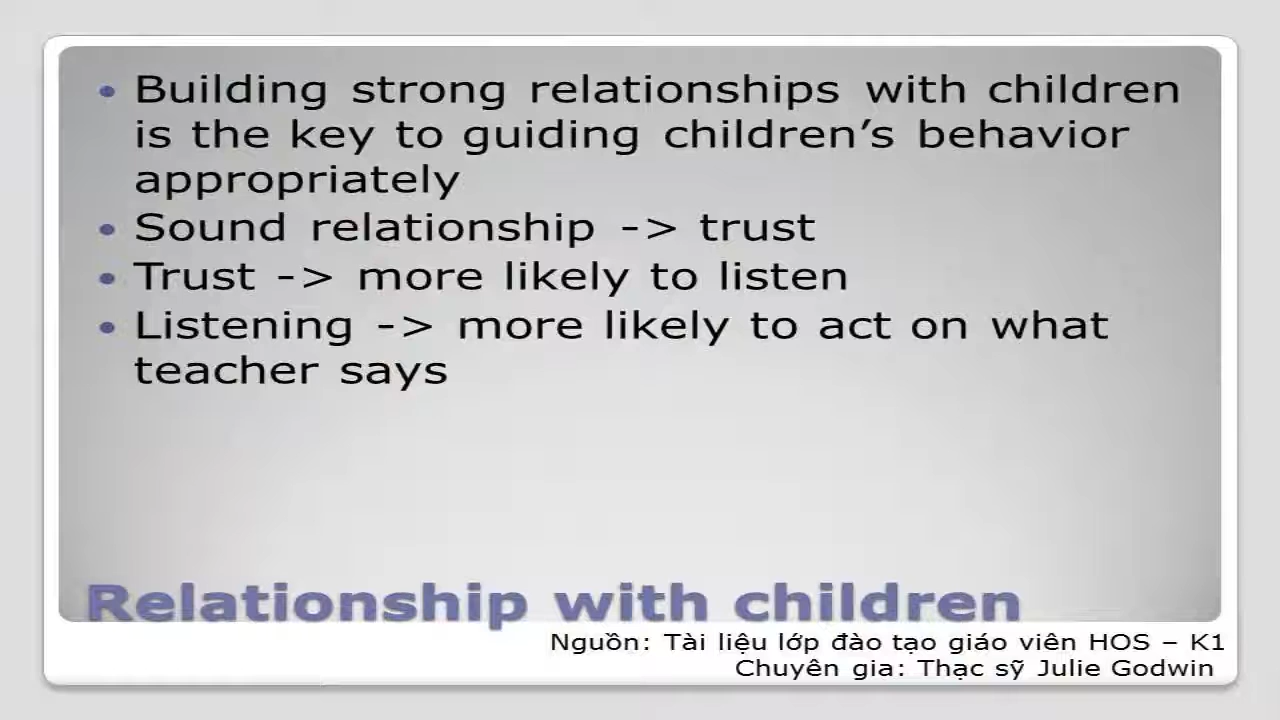 • Building strong relationships with children
is the key to guiding children’s behavior
appropriately
• Sound relationship -> trust
• Trust -> more likely to listen
• Listening -> more likely to act on what
teacher says
Relationship with children
Nguồn: Tài liệu lớp đào tạo giáo viên HOS – K1
Chuyên gia: Thạc sỹ Julie Godwin